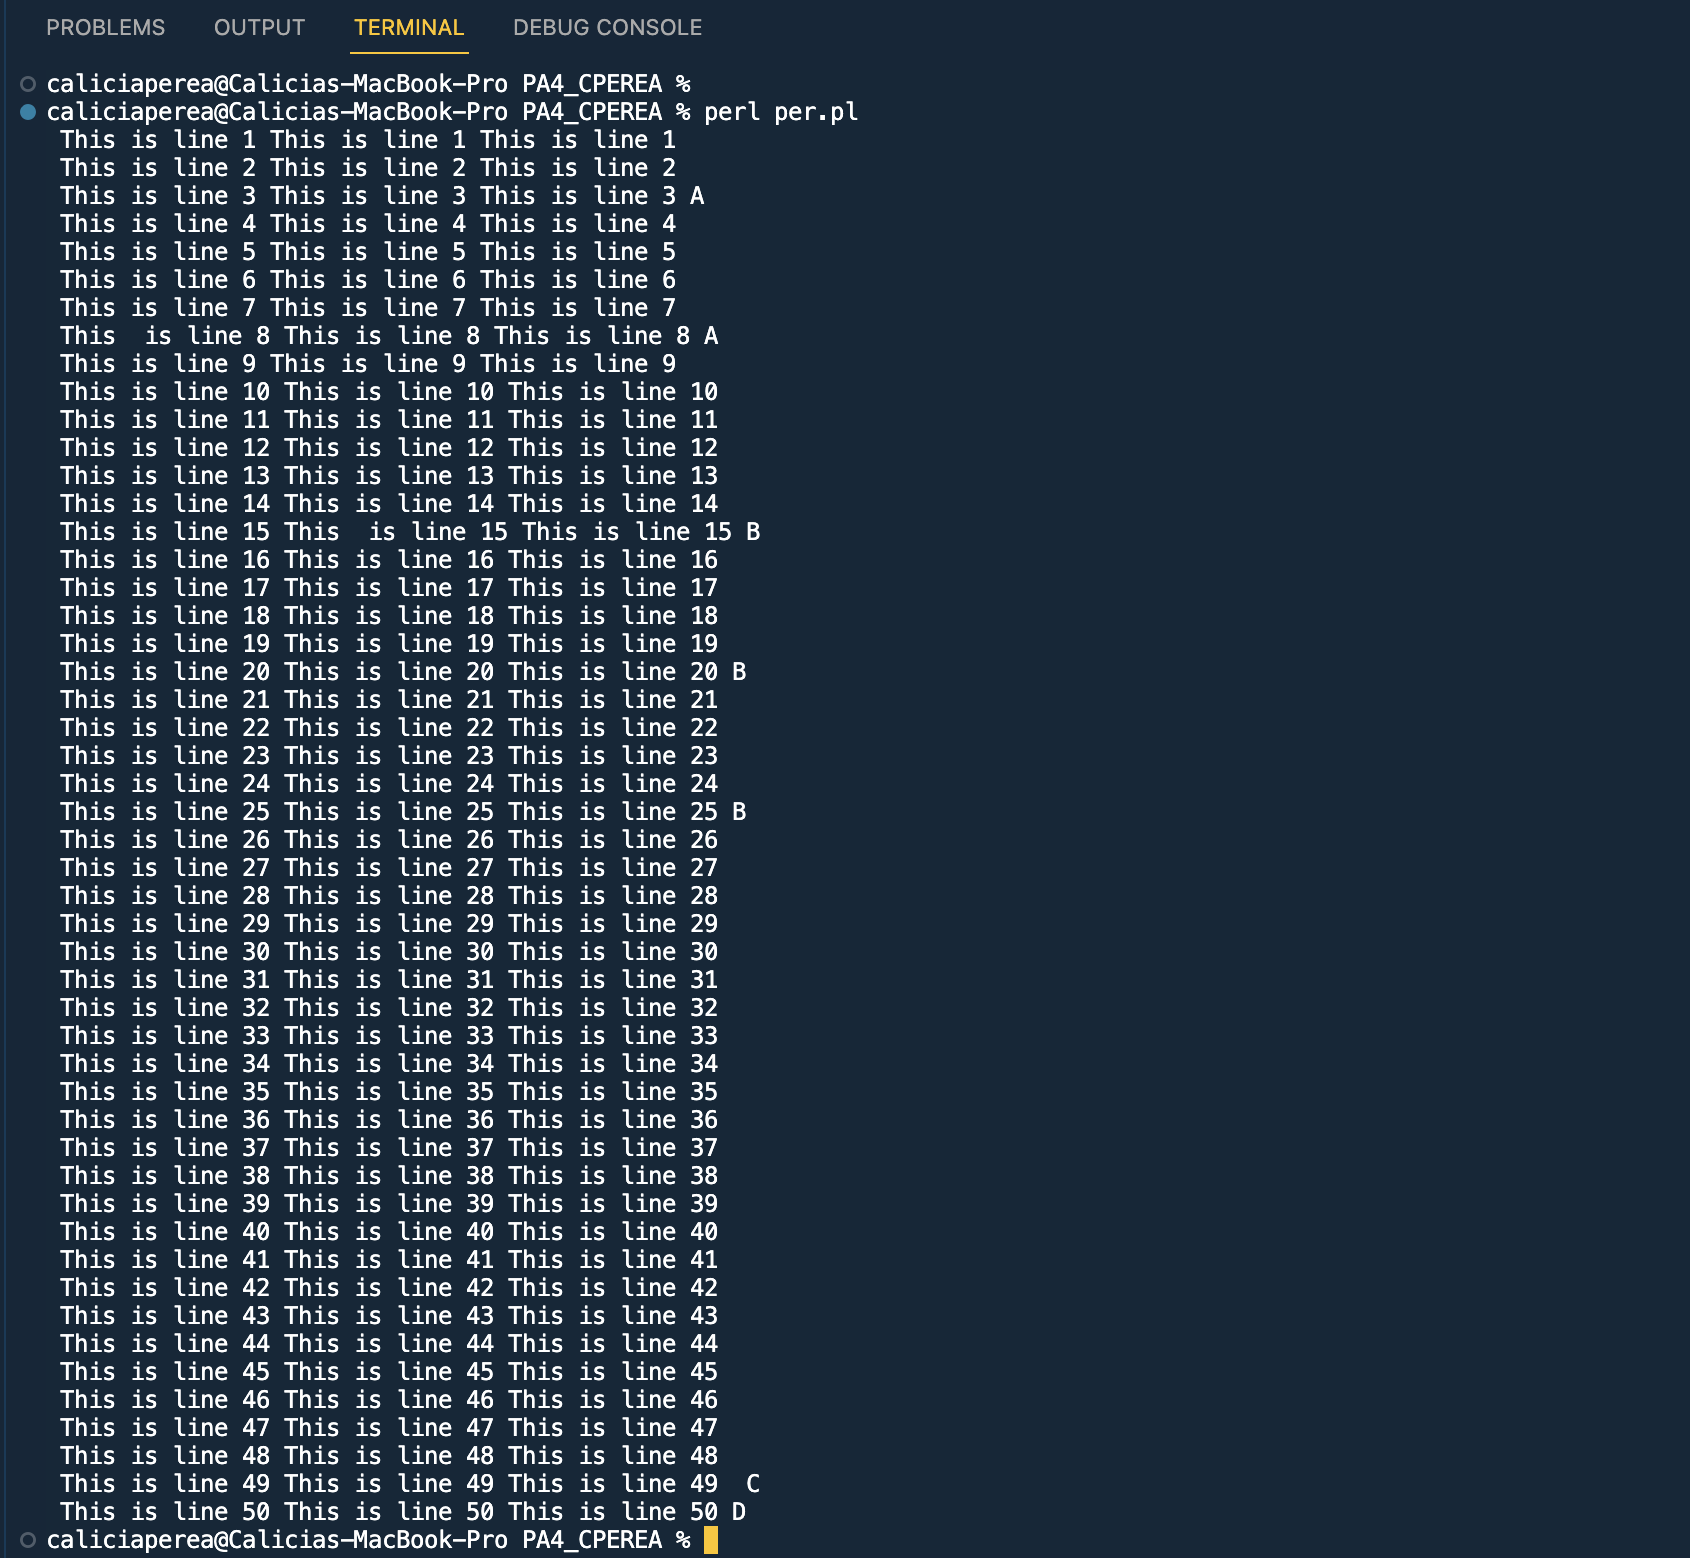 PROBLEMS OUTPUT TERMINAL DEBUG CONSOLE
caliciaperea@Calicias-MacBook-Pro PA4_CPEREA %
caliciaperea@Calicias-MacBook-Pro PA4_CPEREA % perl per.pl
This is line 1 This is line 1 This is line 1
This is line 2 This is line 2 This is line 2
This is line 3 This is line 3 This is line 3 A
This is line 4 This is line 4 This is line 4
This is line 5 This is line 5 This is line 5
This is line 6 This is line 6 This is line 6
This is line 7 This is line 7 This is line 7
This  is line 8 This is line 8 This is line 8 A
This is line 9 This is line 9 This is line 9
This is line 10 This is line 10 This is line 10
This is line 11 This is line 11 This is line 11
This is line 12 This is line 12 This is line 12
This is line 13 This is line 13 This is line 13
This is line 14 This is line 14 This is line 14
This is line 15 This  is line 15 This is line 15 B
This is line 16 This is line 16 This is line 16
This is line 17 This is line 17 This is line 17
This is line 18 This is line 18 This is line 18
This is line 19 This is line 19 This is line 19
This is line 20 This is line 20 This is line 20 B
This is line 21 This is line 21 This is line 21
This is line 22 This is line 22 This is line 22
This is line 23 This is line 23 This is line 23
This is line 24 This is line 24 This is line 24
This is line 25 This is line 25 This is line 25 B
This is line 26 This is line 26 This is line 26
This is line 27 This is line 27 This is line 27
This is line 28 This is line 28 This is line 28
This is line 29 This is line 29 This is line 29
This is line 30 This is line 30 This is line 30
This is line 31 This is line 31 This is line 31
This is line 32 This is line 32 This is line 32
This is line 33 This is line 33 This is line 33
This is line 34 This is line 34 This is line 34
This is line 35 This is line 35 This is line 35
This is line 36 This is line 36 This is line 36
This is line 37 This is line 37 This is line 37
This is line 38 This is line 38 This is line 38
This is line 39 This is line 39 This is line 39
This is line 40 This is line 40 This is line 40
This is line 41 This is line 41 This is line 41
This is line 42 This is line 42 This is line 42
This is line 43 This is line 43 This is line 43
This is line 44 This is line 44 This is line 44
This is line 45 This is line 45 This is line 45
This is line 46 This is line 46 This is line 46
This is line 47 This is line 47 This is line 47
This is line 48 This is line 48 This is line 48
This is line 49 This is line 49 This is line 49  C
This is line 50 This is line 50 This is line 50 D
caliciaperea@Calicias-MacBook-Pro PA4_CPEREA %